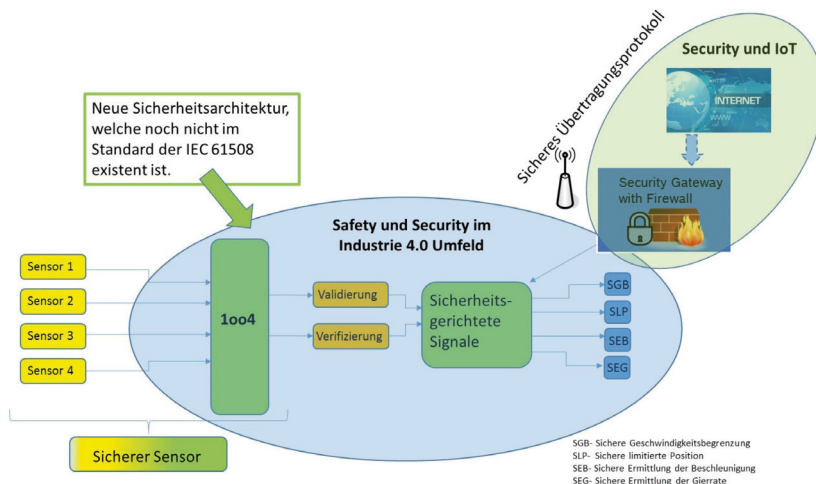 Security und IoT
HTTP
INTERNET
WWW
Sicheres Übertragungsprotokoll
Neue Sicherheitsarchitektur,
welche noch nicht im
Standard der IEC 61508
existent ist.
Security Gateway
with Firewall
Safety und Security im
Industrie 4.0 Umfeld
Sensor 1
Sensor 2
Sensor 3
Sensor 4
1oo4
Validierung
Verifizierung
Sicherheits-
gerichtete
Signale
SGB
SLP
SEB
SEG
Sicherer Sensor
SGB- Sichere Geschwindigkeitsbegrenzung
SLP- Sichere limitierte Position
SEB- Sichere Ermittlung der Beschleunigung
SEG- Sichere Ermittlung der Gierrate